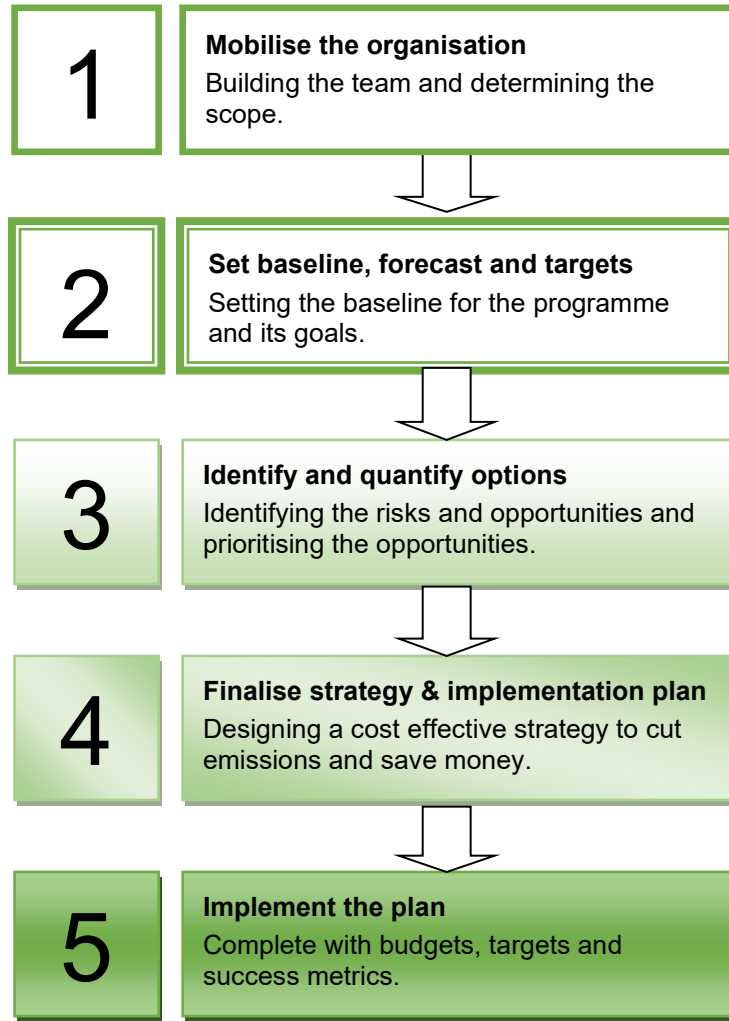 1
Mobilise the organisation
Building the team and determining the
scope.
2
Set baseline, forecast and targets
Setting the baseline for the programme
and its goals.
3
Identify and quantify options
Identifying the risks and opportunities and
prioritising the opportunities.
4
Finalise strategy & implementation plan
Designing a cost effective strategy to cut
emissions and save money.
5
Implement the plan
Complete with budgets, targets and
success metrics.